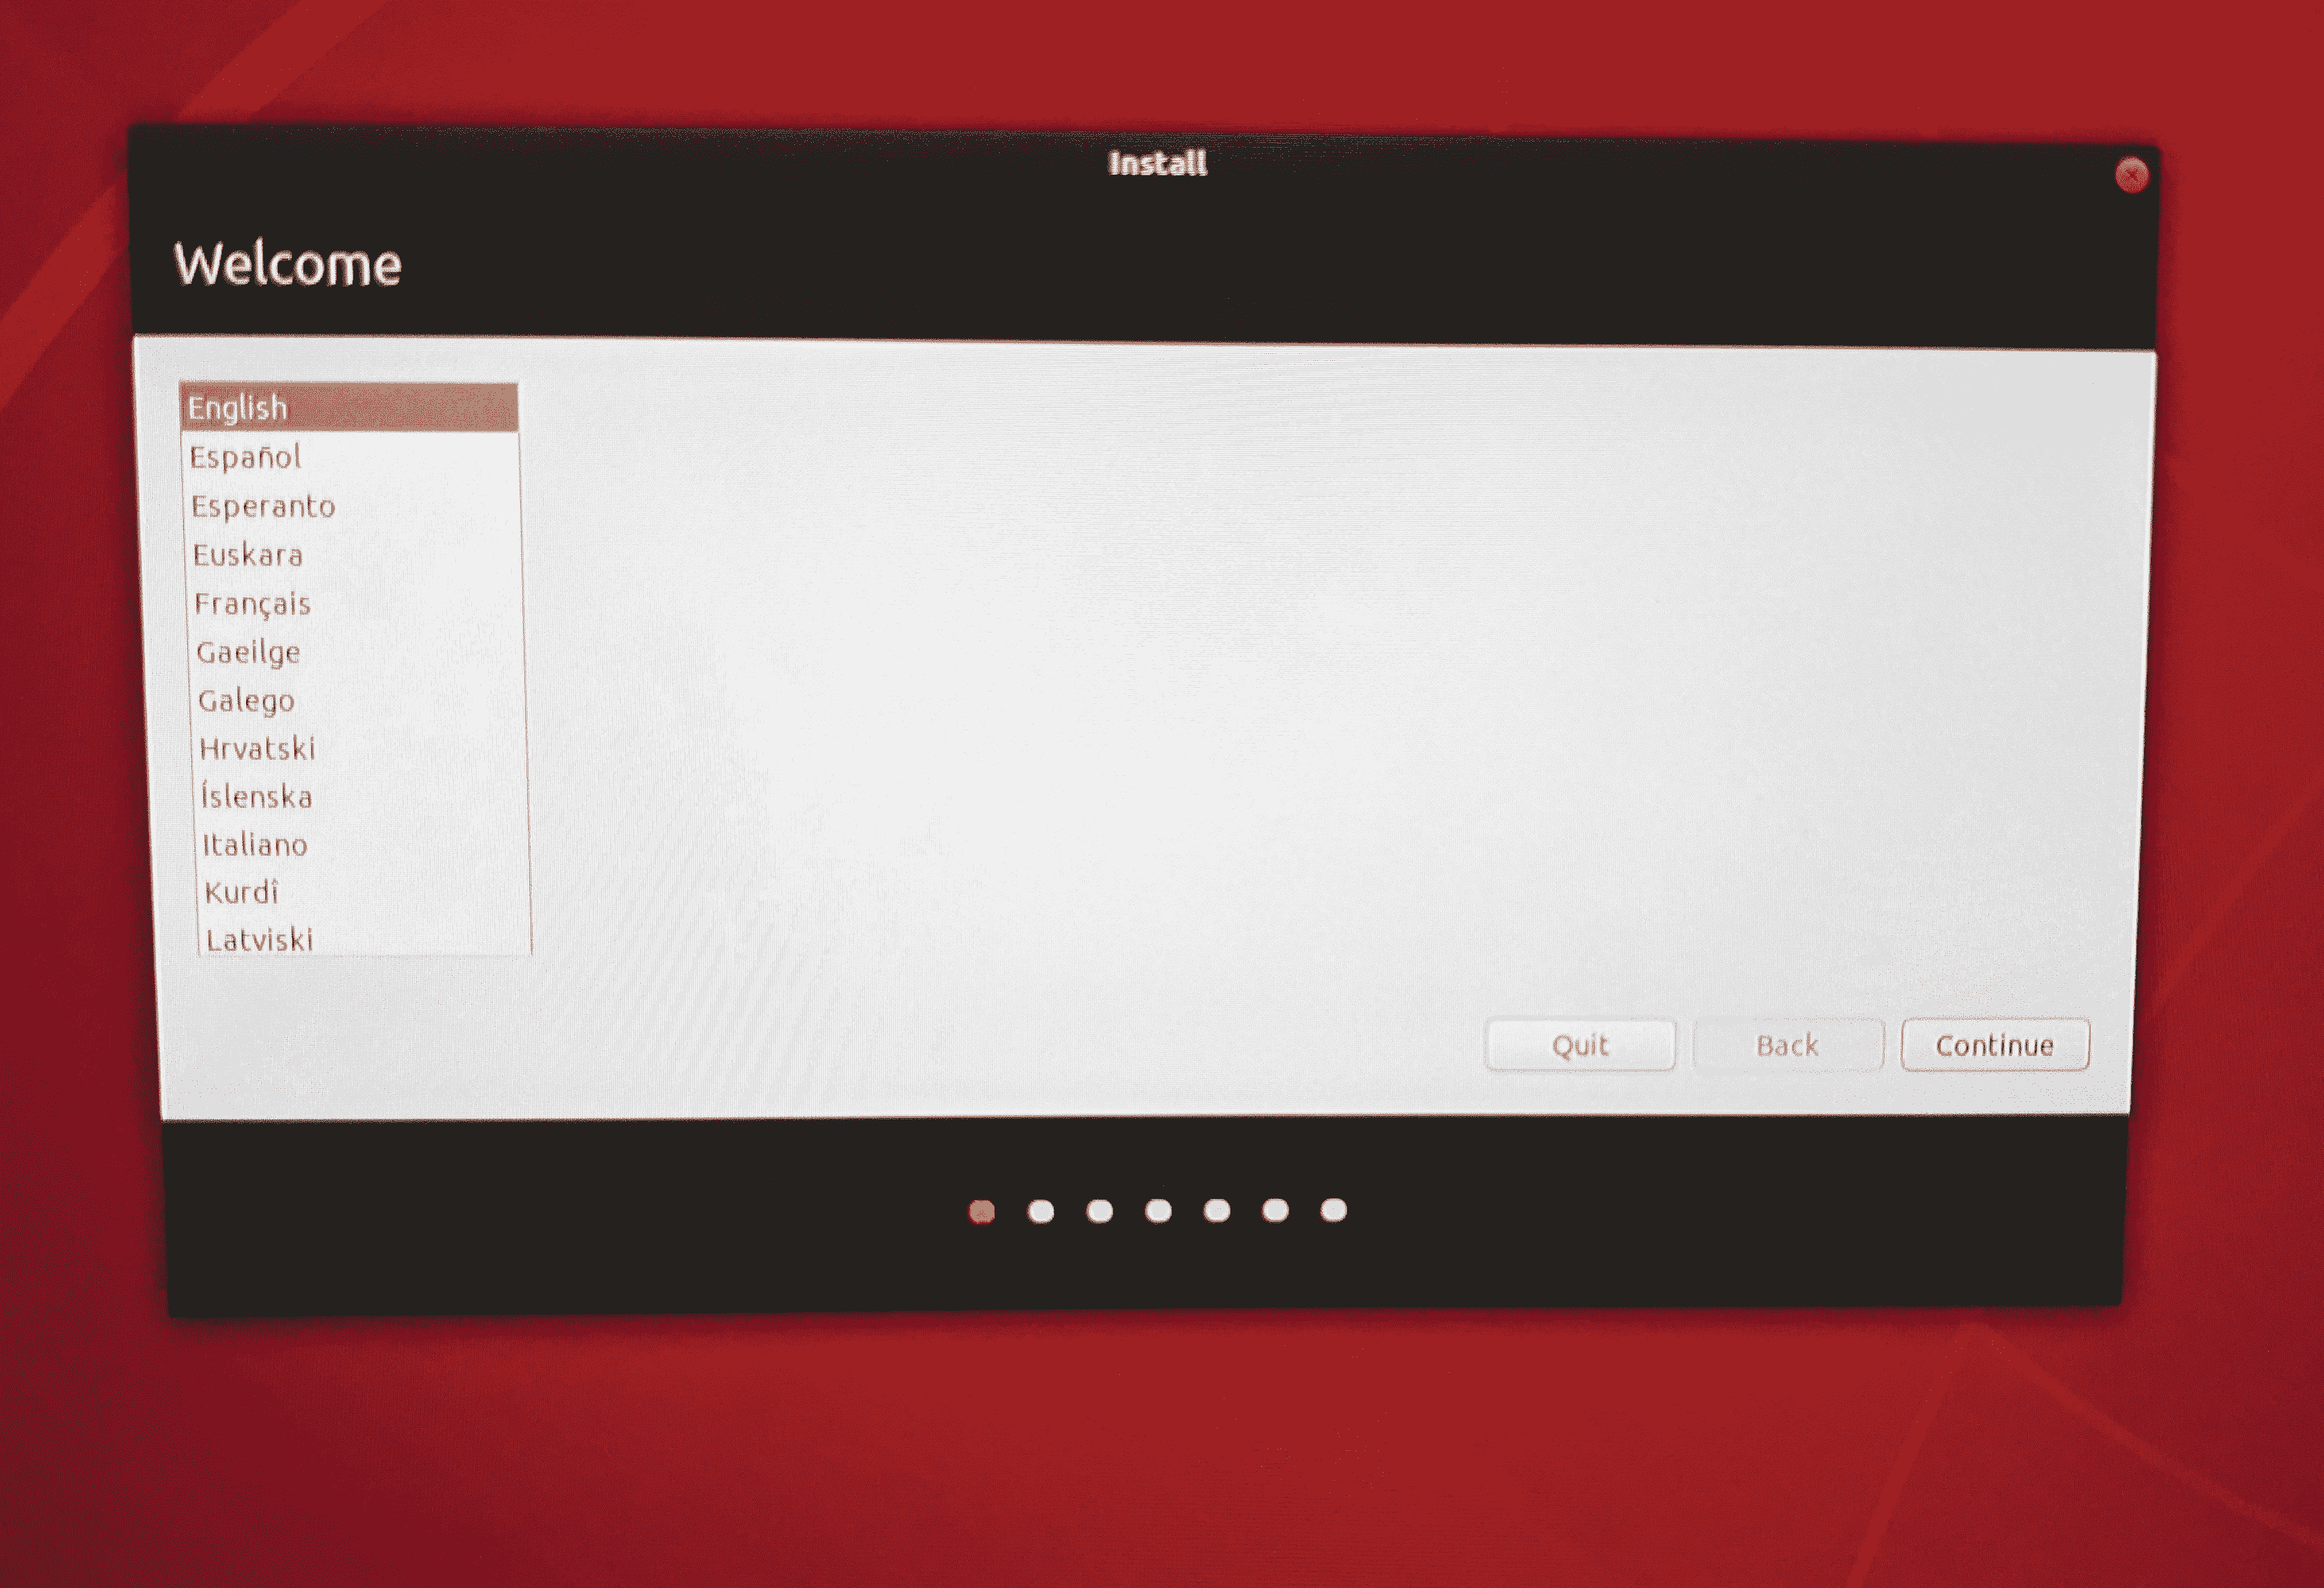 Install
Welcome
English
Español
Esperanto
Euskara
Français
Gaeilge
Galego
Hrvatski
Íslenska
Italiano
Kurdî
Latviski
Quit
Back
Continue